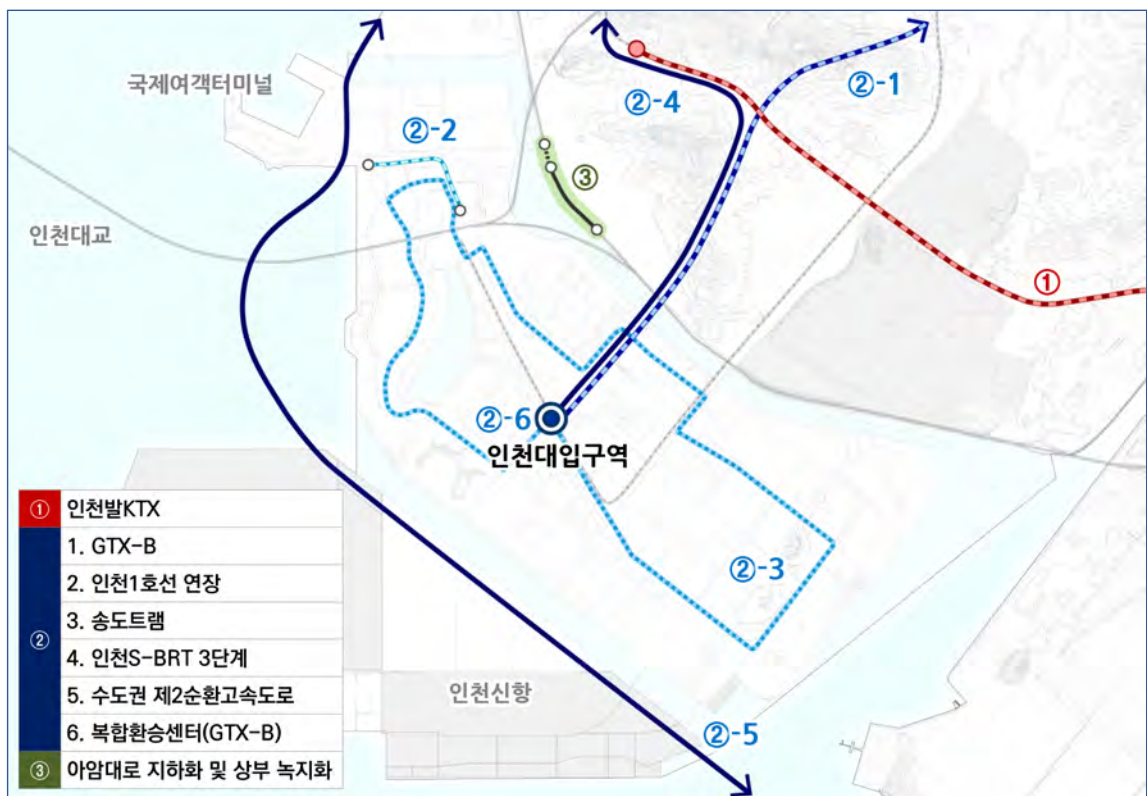 국제여객터미널
②-4
②-1
②-2
③
인천대교
①
②-6
인천대입구역
②-3
① 인천발KTX
②
1. GTX-B
2. 인천1호선 연장
3. 송도트램
4. 인천S-BRT 3단계
5. 수도권 제2순환고속도로
6. 복합환승센터(GTX-B)
③ 아암대로 지하화 및 상부 녹지화
인천신항
②-5